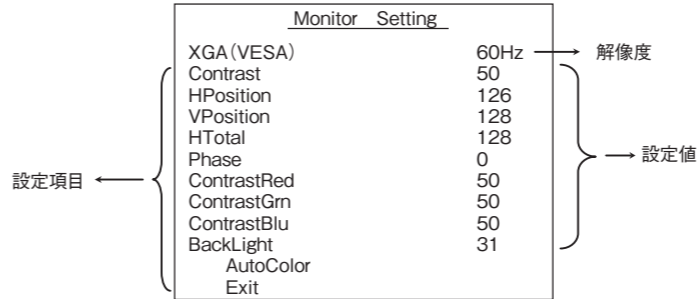 Monitor Setting
XGA(VESA) 60Hz 解像度
Contrast 50
HPosition 126
VPosition 128
HTotal 128
Phase 0
ContrastRed 50
ContrastGrn 50
ContrastBlu 50
BackLight 31
AutoColor
Exit
設定項目
設定値